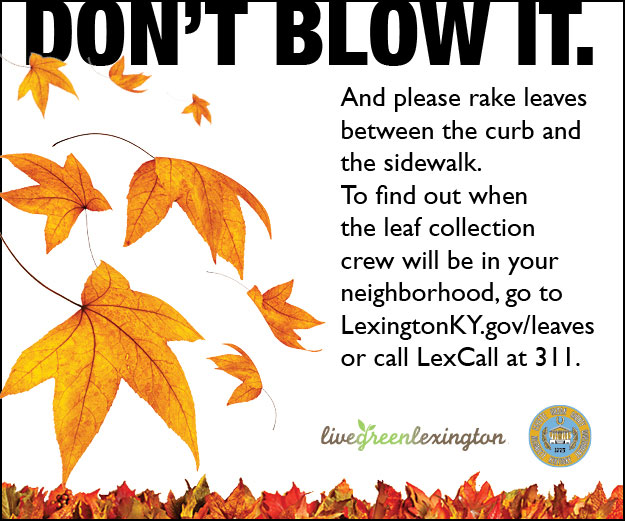 DON'T BLOW IT.
And please rake leaves
between the curb and
the sidewalk.
To find out when
the leaf collection
crew will be in your
neighborhood, go to
LexingtonKY.gov/leaves
or call LexCall at 311.
livegreenlexington